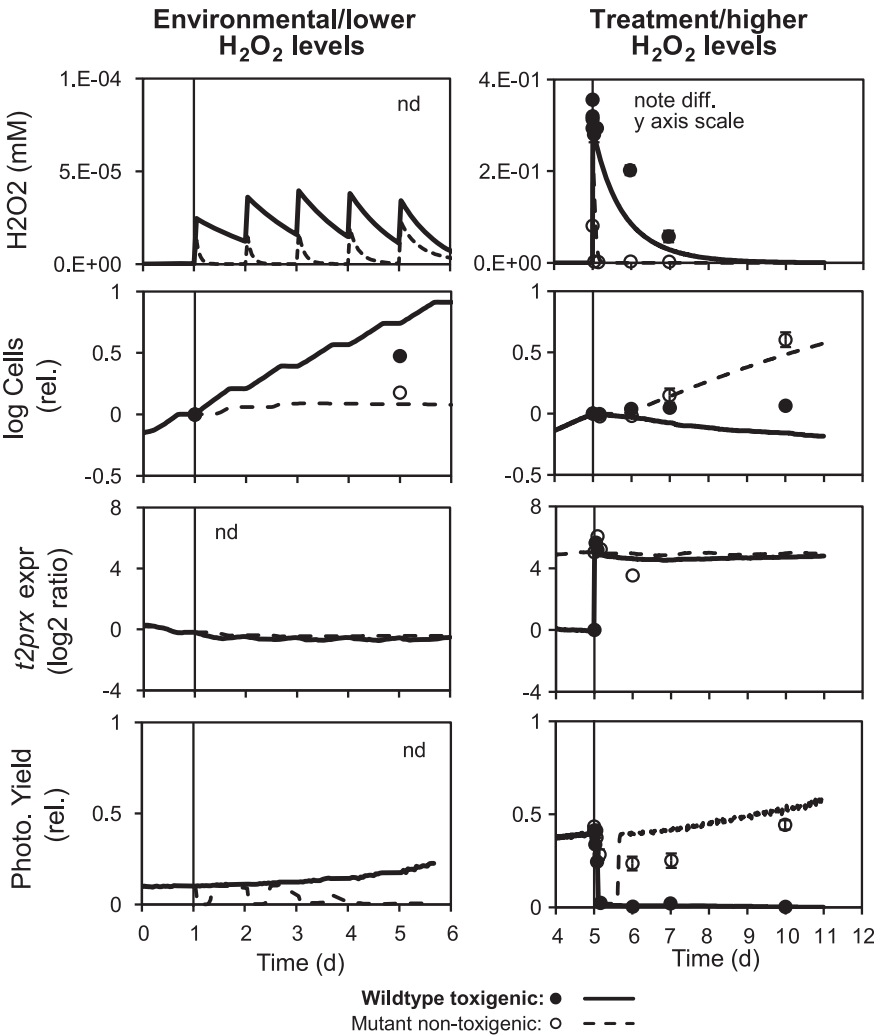 Environmental/lower
H₂O₂ levels
Treatment/higher
H₂O₂ levels
H2O2 (mM)
1.E-04
5.E-05
0.E+00
nd
4.E-01
2.E-01
0.E+00
note diff.
y axis scale
log Cells
(rel.)
1
0.5
0
-0.5
1
0.5
0
-0.5
t2prx expr
(log2 ratio)
8
4
0
-4
nd
8
4
0
-4
Photo. Yield
(rel.)
1
0.5
0
nd
1
0.5
0
0 1 2 3 4 5 6
Time (d)
4 5 6 7 8 9 10 11 12
Time (d)
Wildtype toxigenic:
Mutant non-toxigenic: